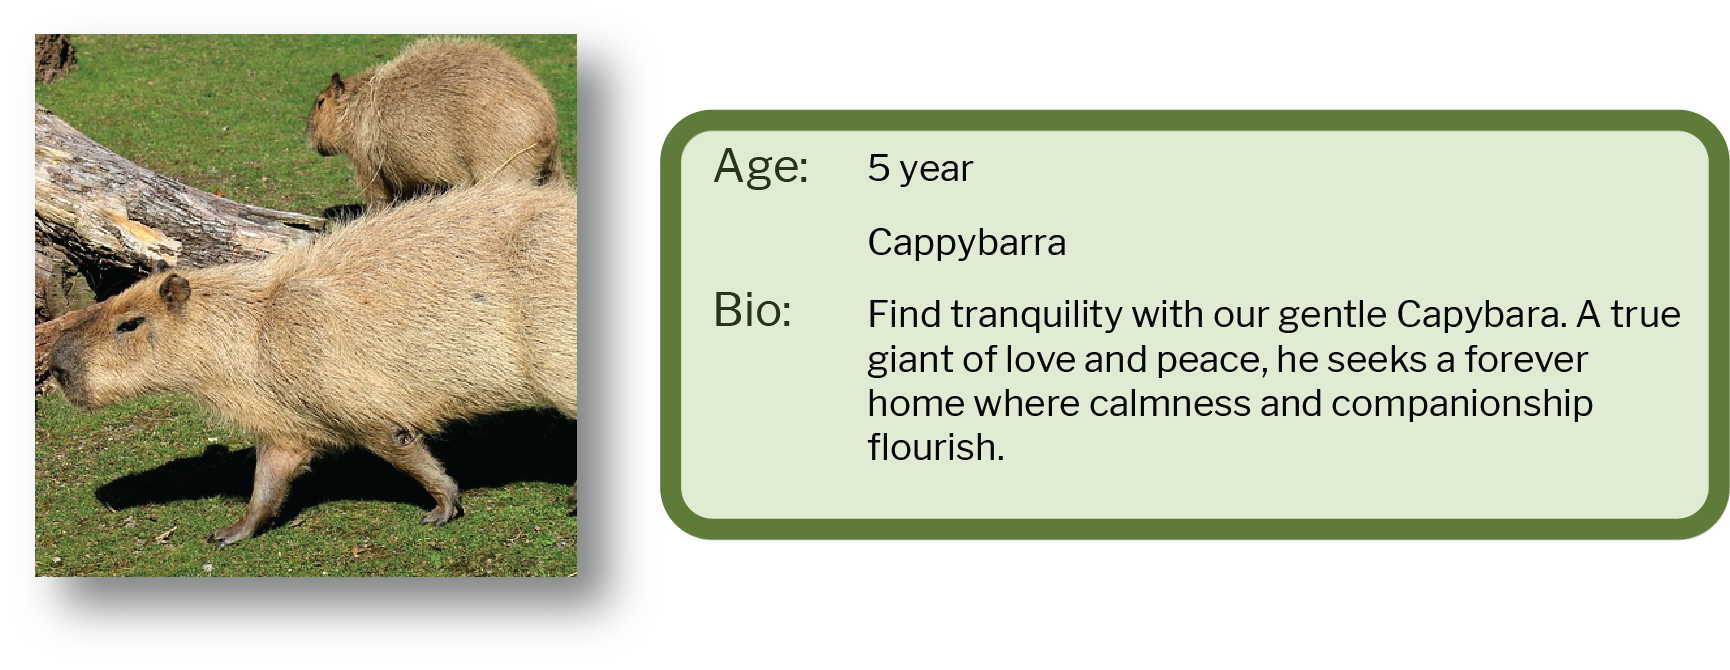 Age: 5 year
Cappybarra
Bio: Find tranquility with our gentle Capybara. A true
giant of love and peace, he seeks a forever
home where calmness and companionship
flourish.